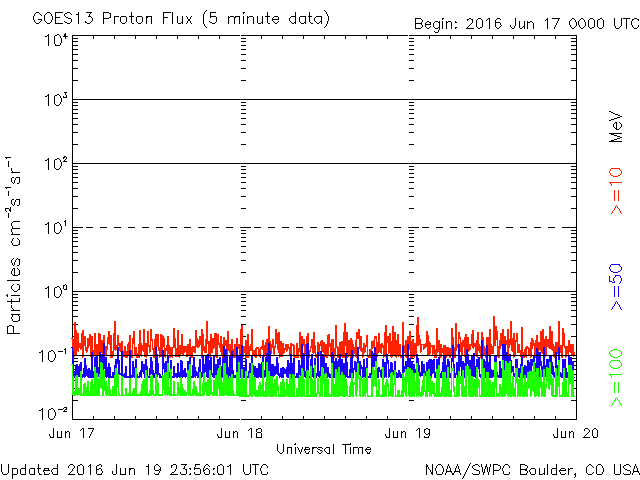 GOES13 Proton Flux (5 minute data)
Begin: 2016 Jun 17 0000 UTC
10⁴
10³
10²
10¹
10⁰
10⁻¹
10⁻²
Particles cm⁻²s⁻¹sr⁻¹
MeV
>=10
>=50
>=100
Jun 17
Jun 18
Jun 19
Jun 20
Universal Time
Updated 2016 Jun 19 23:56:01 UTC
NOAA/SWPC Boulder, CO USA